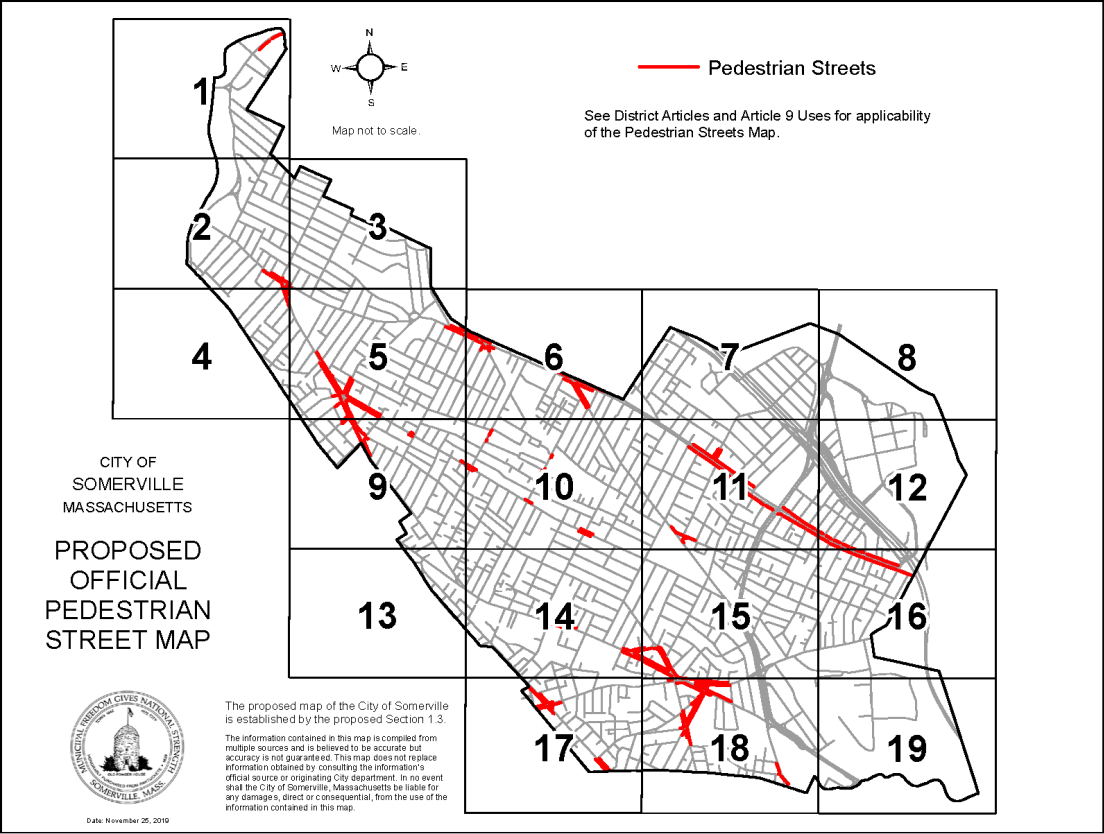 N
W
E
S
Map not to scale.
Pedestrian Streets
See District Articles and Article 9 Uses for applicability
of the Pedestrian Streets Map.
1
2
3
4
5
6
7
8
9
10
11
12
13
14
15
16
17
18
19
CITY OF
SOMERVILLE
MASSACHUSETTS
PROPOSED
OFFICIAL
PEDESTRIAN
STREET MAP
MUNICIPAL FREEDOM GIVES NATIONAL STRENGTH
OLD POWDER HOUSE
SOMERVILLE, MASS.
Date: November 25, 2019
The proposed map of the City of Somerville
is established by the proposed Section 1.3.
The information contained in this map is compiled from
multiple sources and is believed to be accurate but
accuracy is not guaranteed. This map does not replace
information obtained by consulting the information's
official source or originating City department. In no event
shall the City of Somerville, Massachusetts be liable for
any damages, direct or consequential, from the use of the
information contained in this map.